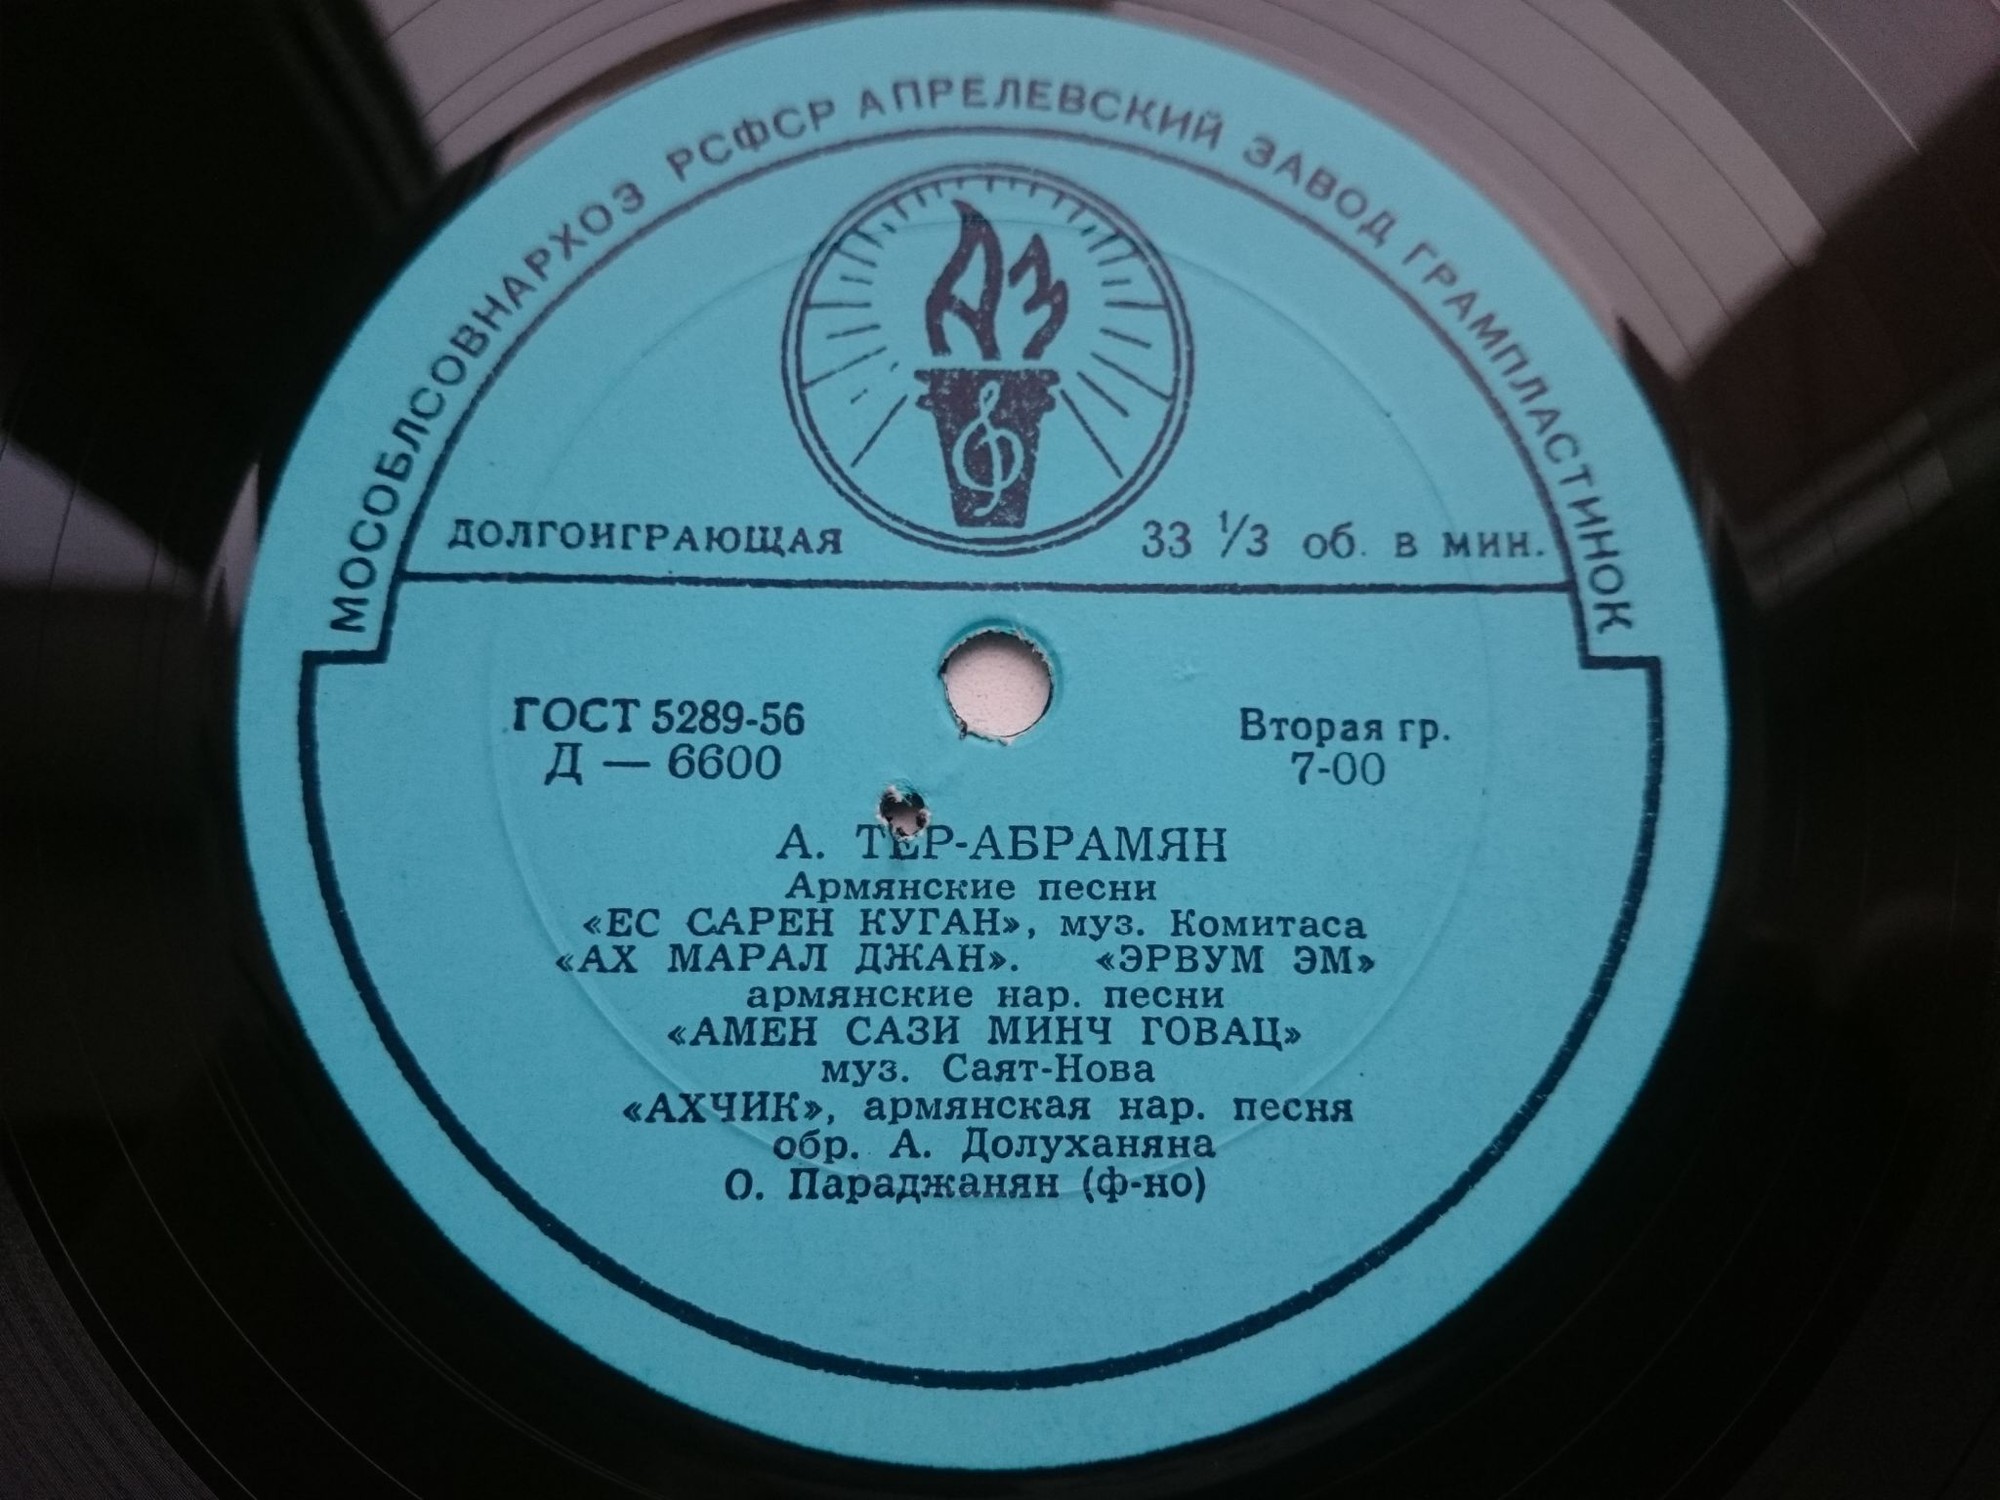 МОСОБЛСОВНАРХОЗ РСФСР АПРЕЛЕВСКИЙ ЗАВОД ГРАМПЛАСТИНОК
АЗ
ДОЛГОИГРАЮЩАЯ 33 1/3 об. в мин.
ГОСТ 5289-56 Вторая гр.
Д — 6600 7-00
А. ТЕР-АБРАМЯН
Армянские песни
«ЕС САРЕН КУГАН», муз. Комитаса
«АХ МАРАЛ ДЖАН». «ЭРВУМ ЭМ»
армянские нар. песни
«АМЕН САЗИ МИНЧ ГОВАЦ»
муз. Саят-Нова
«АХЧИК», армянская нар. песня
обр. А. Долуханяна
О. Параджанян (ф-но)